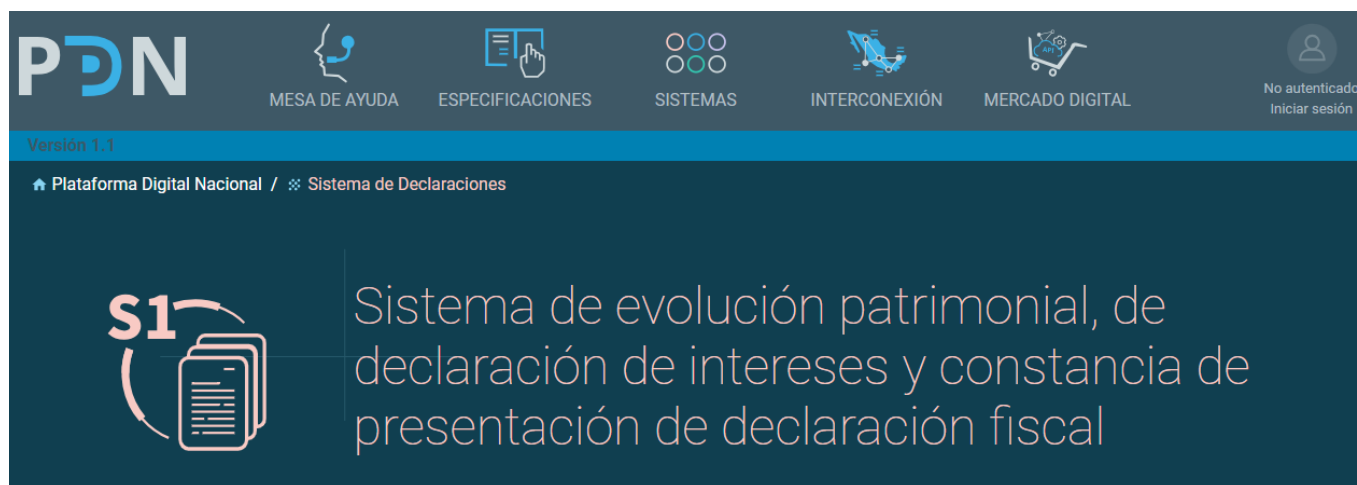 PDN
MESA DE AYUDA
ESPECIFICACIONES
SISTEMAS
INTERCONEXIÓN
API
MERCADO DIGITAL
No autenticado
Iniciar sesión
Versión 1.1
Plataforma Digital Nacional / Sistema de Declaraciones
S1
Sistema de evolución patrimonial, de
declaración de intereses y constancia de
presentación de declaración fiscal